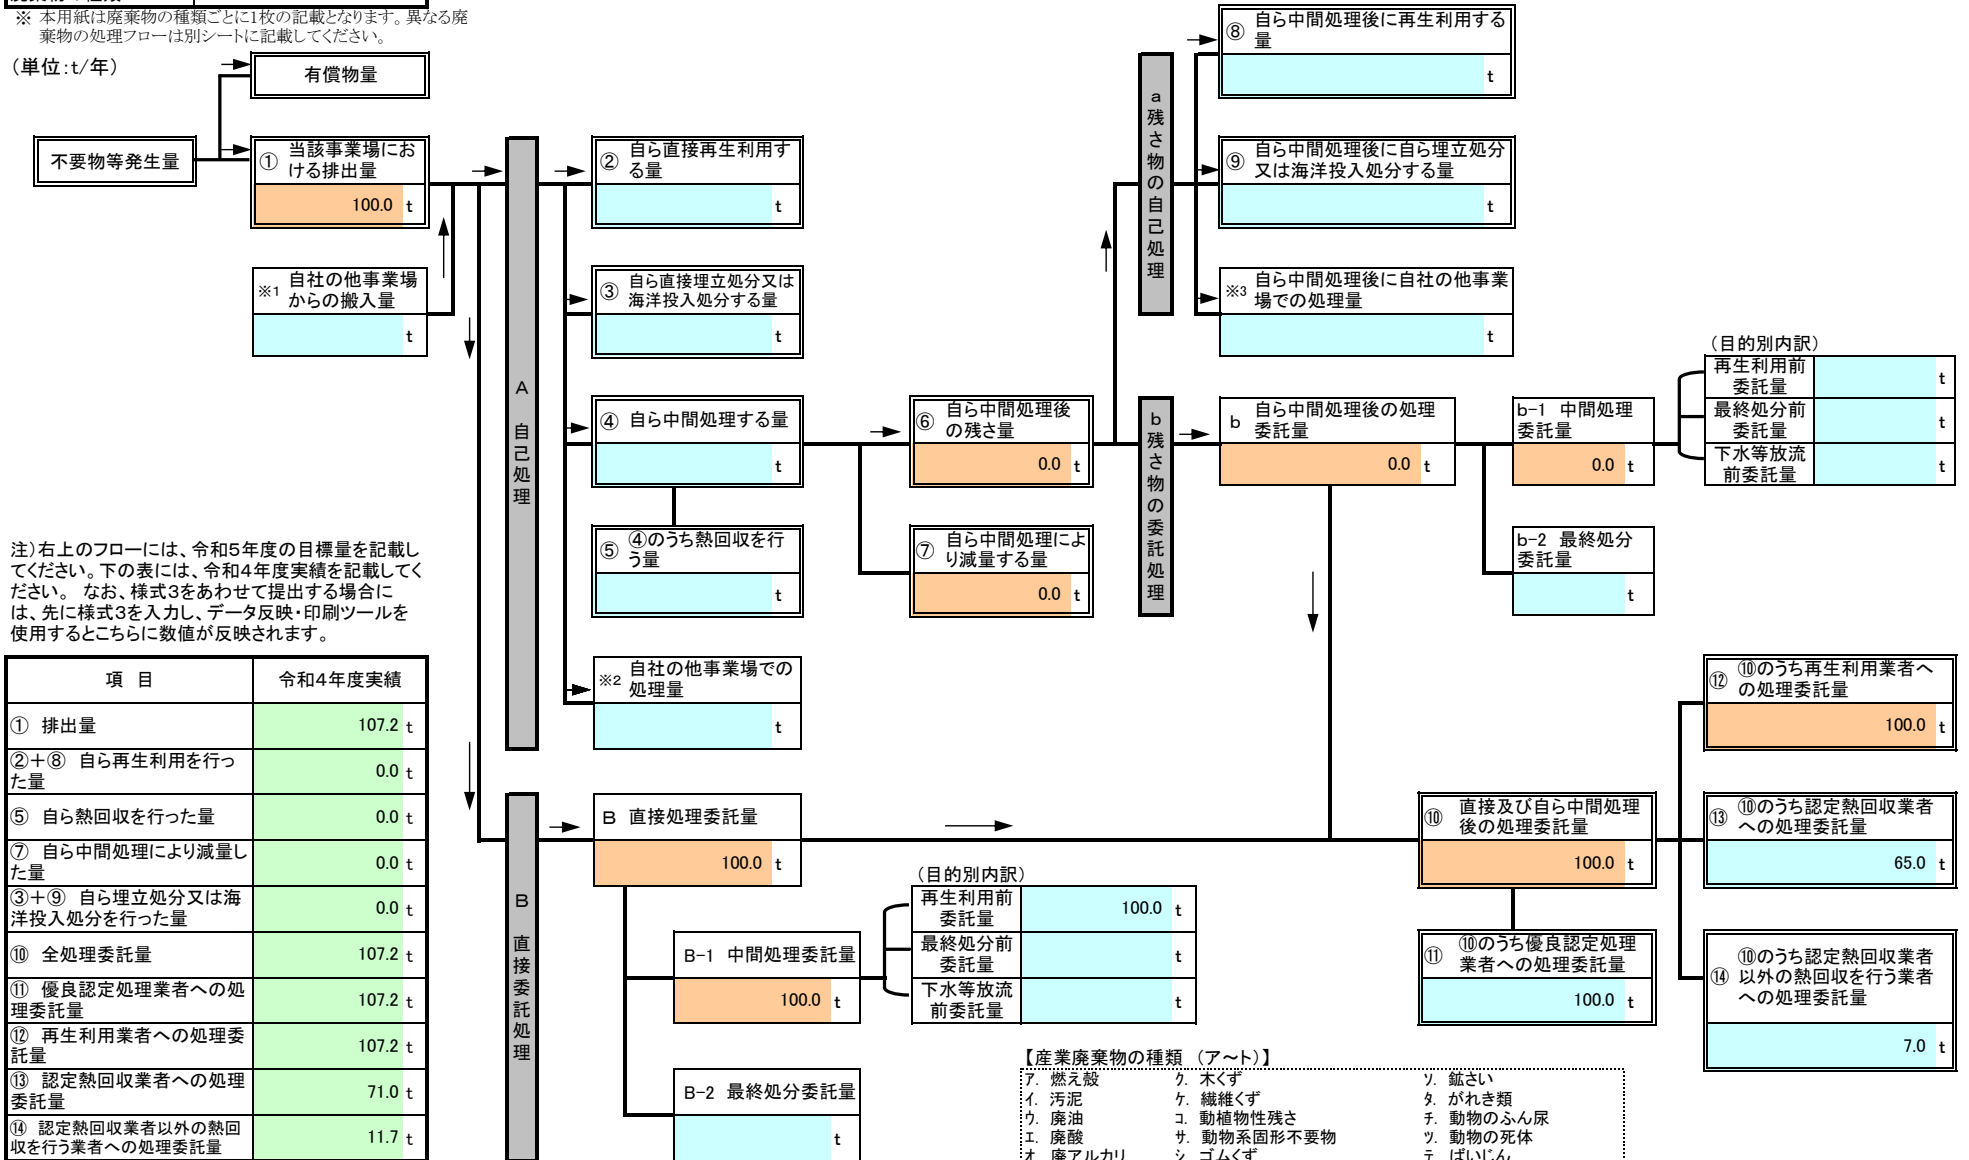 ※ 本用紙は廃棄物の種類ごとに1枚の記載となります。異なる廃
棄物の処理フローは別シートに記載してください。
（単位:t/年）
有償物量
不要物等発生量
① 当該事業場にお
ける排出量
100.0 t
※1 自社の他事業場
からの搬入量
t
A 自己処理
② 自ら直接再生利用す
る量
t
③ 自ら直接埋立処分又は
海洋投入処分する量
t
④ 自ら中間処理する量
t
⑤ ④のうち熱回収を行
う量
t
※2 自社の他事業場での
処理量
t
⑥ 自ら中間処理後
の残さ量
0.0 t
⑦ 自ら中間処理によ
り減量する量
0.0 t
a 残さ物の自己処理
⑧ 自ら中間処理後に再生利用する
量
t
⑨ 自ら中間処理後に自ら埋立処分
又は海洋投入処分する量
t
※3 自ら中間処理後に自社の他事業
場での処理量
t
b 残さ物の委託処理
b 自ら中間処理後の処理
委託量
0.0 t
b-1 中間処理
委託量
0.0 t
（目的別内訳）
再生利用前
委託量
t
最終処分前
委託量
t
下水等放流
前委託量
t
b-2 最終処分
委託量
t
注）右上のフローには、令和5年度の目標量を記載し
てください。下の表には、令和4年度実績を記載してく
ださい。 なお、様式3をあわせて提出する場合に
は、先に様式3を入力し、データ反映・印刷ツールを
使用するとこちらに数値が反映されます。
項 目 令和4年度実績
① 排出量 107.2 t
②＋⑧ 自ら再生利用を行っ
た量
0.0 t
⑤ 自ら熱回収を行った量 0.0 t
⑦ 自ら中間処理により減量し
た量
0.0 t
③＋⑨ 自ら埋立処分又は海
洋投入処分を行った量
0.0 t
⑩ 全処理委託量 107.2 t
⑪ 優良認定処理業者への処
理委託量
107.2 t
⑫ 再生利用業者への処理委
託量
107.2 t
⑬ 認定熱回収業者への処理
委託量
71.0 t
⑭ 認定熱回収業者以外の熱回
収を行う業者への処理委託量
11.7 t
B 直接委託処理
B 直接処理委託量
100.0 t
B-1 中間処理委託量
100.0 t
B-2 最終処分委託量
t
（目的別内訳）
再生利用前
委託量
100.0 t
最終処分前
委託量
t
下水等放流
前委託量
t
⑩ 直接及び自ら中間処理
後の処理委託量
100.0 t
⑪ ⑩のうち優良認定処理
業者への処理委託量
100.0 t
⑫ ⑩のうち再生利用業者へ
の処理委託量
100.0 t
⑬ ⑩のうち認定熱回収業者
への処理委託量
65.0 t
⑭ ⑩のうち認定熱回収業者
以外の熱回収を行う業者
への処理委託量
7.0 t
【産業廃棄物の種類 （ア～ト）】
ア. 燃え殻 ク. 木くず ソ. 鉱さい
イ. 汚泥 ケ. 繊維くず タ. がれき類
ウ. 廃油 コ. 動植物性残さ チ. 動物のふん尿
エ. 廃酸 サ. 動物系固形不要物 ツ. 動物の死体
オ. 廃アルカリ シ. ゴムくず テ. ばいじん